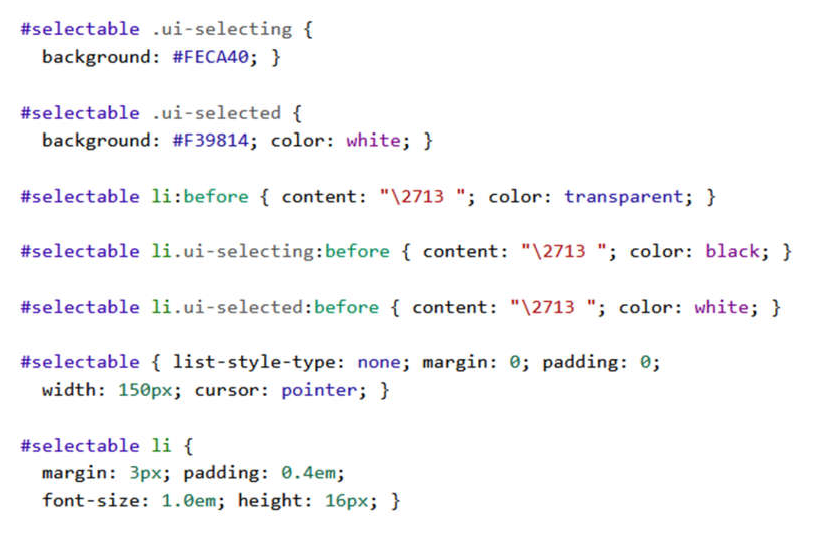 #selectable .ui-selecting {
background: #FECA40; }
#selectable .ui-selected {
background: #F39814; color: white; }
#selectable li:before { content: "\2713 "; color: transparent; }
#selectable li.ui-selecting:before { content: "\2713 "; color: black; }
#selectable li.ui-selected:before { content: "\2713 "; color: white; }
#selectable { list-style-type: none; margin: 0; padding: 0;
width: 150px; cursor: pointer; }
#selectable li {
margin: 3px; padding: 0.4em;
font-size: 1.0em; height: 16px; }